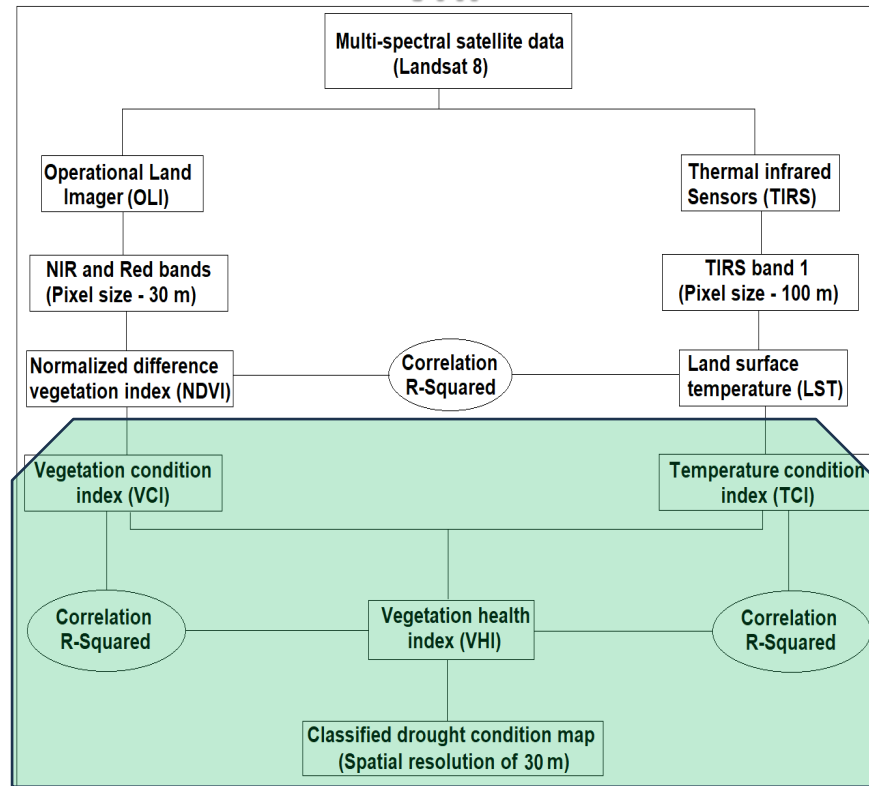 Multi-spectral satellite data
(Landsat 8)
Operational Land
Imager (OLI)
Thermal infrared
Sensors (TIRS)
NIR and Red bands
(Pixel size - 30 m)
TIRS band 1
(Pixel size - 100 m)
Normalized difference
vegetation index (NDVI)
Correlation
R-Squared
Land surface
temperature (LST)
Vegetation condition
index (VCI)
Temperature condition
index (TCI)
Correlation
R-Squared
Vegetation health
index (VHI)
Correlation
R-Squared
Classified drought condition map
(Spatial resolution of 30 m)